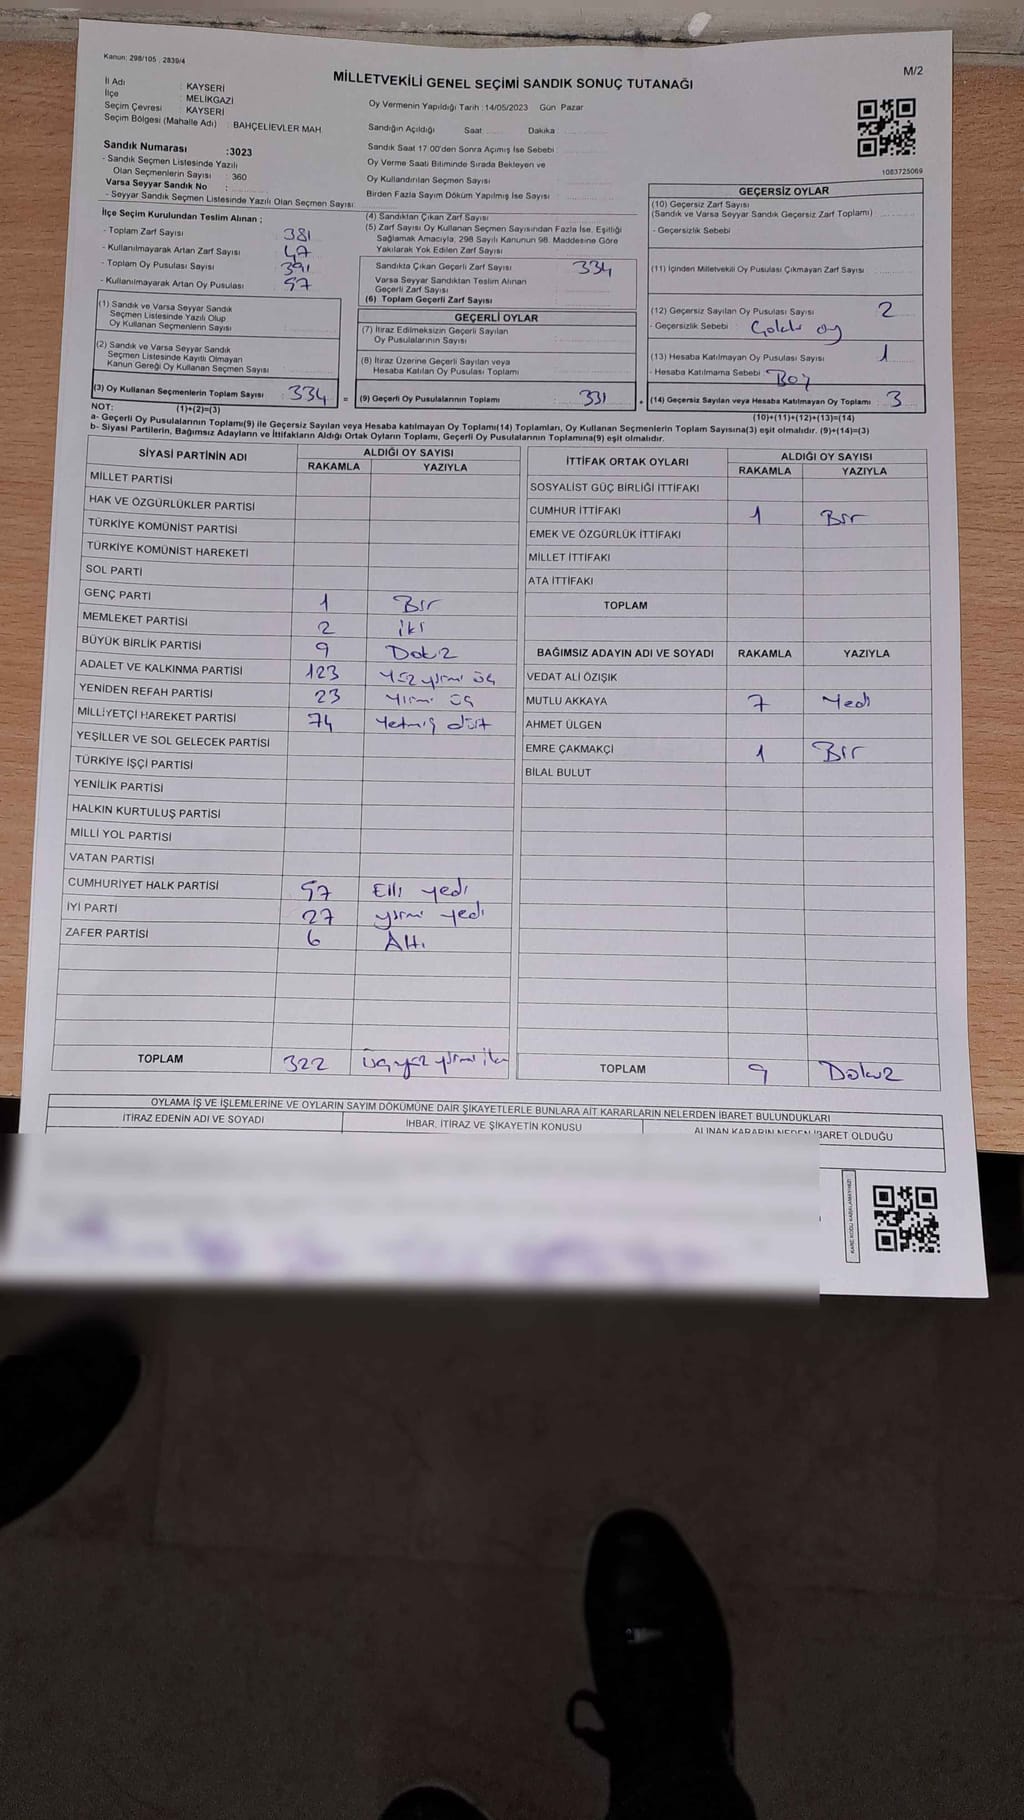 Kanun: 298/105 , 2839/4
MİLLETVEKİLİ GENEL SEÇİMİ SANDIK SONUÇ TUTANAĞI
M/2
İl Adı : KAYSERİ
İlçe : MELİKGAZİ
Seçim Çevresi : KAYSERİ
Seçim Bölgesi (Mahalle Adı) : BAHÇELİEVLER MAH.
Oy Vermenin Yapıldığı Tarih : 14/05/2023 Gün Pazar
Sandığın Açıldığı Saat ...... Dakika
Sandık Saat 17:00'den Sonra Açımış İse Sebebi
Oy Verme Saati Bitiminde Sırada Bekleyen ve
Oy Kullandırılan Seçmen Sayısı
Birden Fazla Sayım Döküm Yapılmış İse Sayısı
1083725069
Sandık Numarası :3023
- Sandık Seçmen Listesinde Yazılı
Olan Seçmenlerin Sayısı : 360
Varsa Seyyar Sandık No :
- Seyyar Sandık Seçmen Listesinde Yazılı Olan Seçmen Sayısı:
İlçe Seçim Kurulundan Teslim Alınan ;
- Toplam Zarf Sayısı 381
- Kullanılmayarak Artan Zarf Sayısı 47
- Toplam Oy Pusulası Sayısı 391
- Kullanılmayarak Artan Oy Pusulası 57
(1) Sandık ve Varsa Seyyar Sandık
Seçmen Listesinde Yazılı Olup
Oy Kullanan Seçmenlerin Sayısı
(2) Sandık ve Varsa Seyyar Sandık
Seçmen Listesinde Kayıtlı Olmayan
Kanun Gereği Oy Kullanan Seçmen Sayısı
(3) Oy Kullanan Seçmenlerin Toplam Sayısı : 334
(1)+(2)=(3)
(4) Sandıktan Çıkan Zarf Sayısı
(5) Zarf Sayısı Oy Kullanan Seçmen Sayısından Fazla İse, Eşitliği
Sağlamak Amacıyla, 298 Sayılı Kanunun 98. Maddesine Göre
Yakılarak Yok Edilen Zarf Sayısı
Sandıkta Çıkan Geçerli Zarf Sayısı 334
Varsa Seyyar Sandıktan Teslim Alınan
Geçerli Zarf Sayısı
(6) Toplam Geçerli Zarf Sayısı
GEÇERLİ OYLAR
(7) İtiraz Edilmeksizin Geçerli Sayılan
Oy Pusulalarının Sayısı
(8) İtiraz Üzerine Geçerli Sayılan veya
Hesaba Katılan Oy Pusulası Toplamı
= (9) Geçerli Oy Pusulalarının Toplamı : 331 +
GEÇERSİZ OYLAR
(10) Geçersiz Zarf Sayısı
(Sandık ve Varsa Seyyar Sandık Geçersiz Zarf Toplamı)
- Geçersizlik Sebebi
(11) İçinden Milletvekili Oy Pusulası Çıkmayan Zarf Sayısı
(12) Geçersiz Sayılan Oy Pusulası Sayısı 2
- Geçersizlik Sebebi : Çoklu oy
(13) Hesaba Katılmayan Oy Pusulası Sayısı 1
- Hesaba Katılmama Sebebi Boş
(14) Geçersiz Sayılan veya Hesaba Katılmayan Oy Toplamı : 3
(10)+(11)+(12)+(13)=(14)
NOT:
a- Geçerli Oy Pusulalarının Toplamı(9) ile Geçersiz Sayılan veya Hesaba katılmayan Oy Toplamı(14) Toplamları, Oy Kullanan Seçmenlerin Toplam Sayısına(3) eşit olmalıdır. (9)+(14)=(3)
b- Siyasi Partilerin, Bağımsız Adayların ve İttifakların Aldığı Ortak Oyların Toplamı, Geçerli Oy Pusulalarının Toplamına(9) eşit olmalıdır.
SİYASİ PARTİNİN ADI ALDIĞI OY SAYISI
RAKAMLA YAZIYLA
MİLLET PARTİSİ
HAK VE ÖZGÜRLÜKLER PARTİSİ
TÜRKİYE KOMÜNİST PARTİSİ
TÜRKİYE KOMÜNİST HAREKETİ
SOL PARTİ
GENÇ PARTİ 1 Bir
MEMLEKET PARTİSİ 2 iki
BÜYÜK BİRLİK PARTİSİ 9 Dokuz
ADALET VE KALKINMA PARTİSİ 123 Yüz yirmi üç
YENİDEN REFAH PARTİSİ 23 Yirmi üç
MİLLİYETÇİ HAREKET PARTİSİ 74 Yetmiş dört
YEŞİLLER VE SOL GELECEK PARTİSİ
TÜRKİYE İŞÇİ PARTİSİ
YENİLİK PARTİSİ
HALKIN KURTULUŞ PARTİSİ
MİLLİ YOL PARTİSİ
VATAN PARTİSİ
CUMHURİYET HALK PARTİSİ 57 Elli yedi
İYİ PARTİ 27 yirmi yedi
ZAFER PARTİSİ 6 Altı
TOPLAM 322 Üçyüz yirmi iki
İTTİFAK ORTAK OYLARI ALDIĞI OY SAYISI
RAKAMLA YAZIYLA
SOSYALİST GÜÇ BİRLİĞİ İTTİFAKI
CUMHUR İTTİFAKI 1 Bir
EMEK VE ÖZGÜRLÜK İTTİFAKI
MİLLET İTTİFAKI
ATA İTTİFAKI
TOPLAM
BAĞIMSIZ ADAYIN ADI VE SOYADI RAKAMLA YAZIYLA
VEDAT ALİ ÖZIŞIK
MUTLU AKKAYA 7 Yedi
AHMET ÜLGEN
EMRE ÇAKMAKÇİ 1 Bir
BİLAL BULUT
TOPLAM 9 Dokuz
OYLAMA İŞ VE İŞLEMLERİNE VE OYLARIN SAYIM DÖKÜMÜNE DAİR ŞİKAYETLERLE BUNLARA AİT KARARLARIN NELERDEN İBARET BULUNDUKLARI
İTİRAZ EDENİN ADI VE SOYADI İHBAR, İTİRAZ VE ŞİKAYETİN KONUSU ALINAN KARARIN NEDEN İBARET OLDUĞU